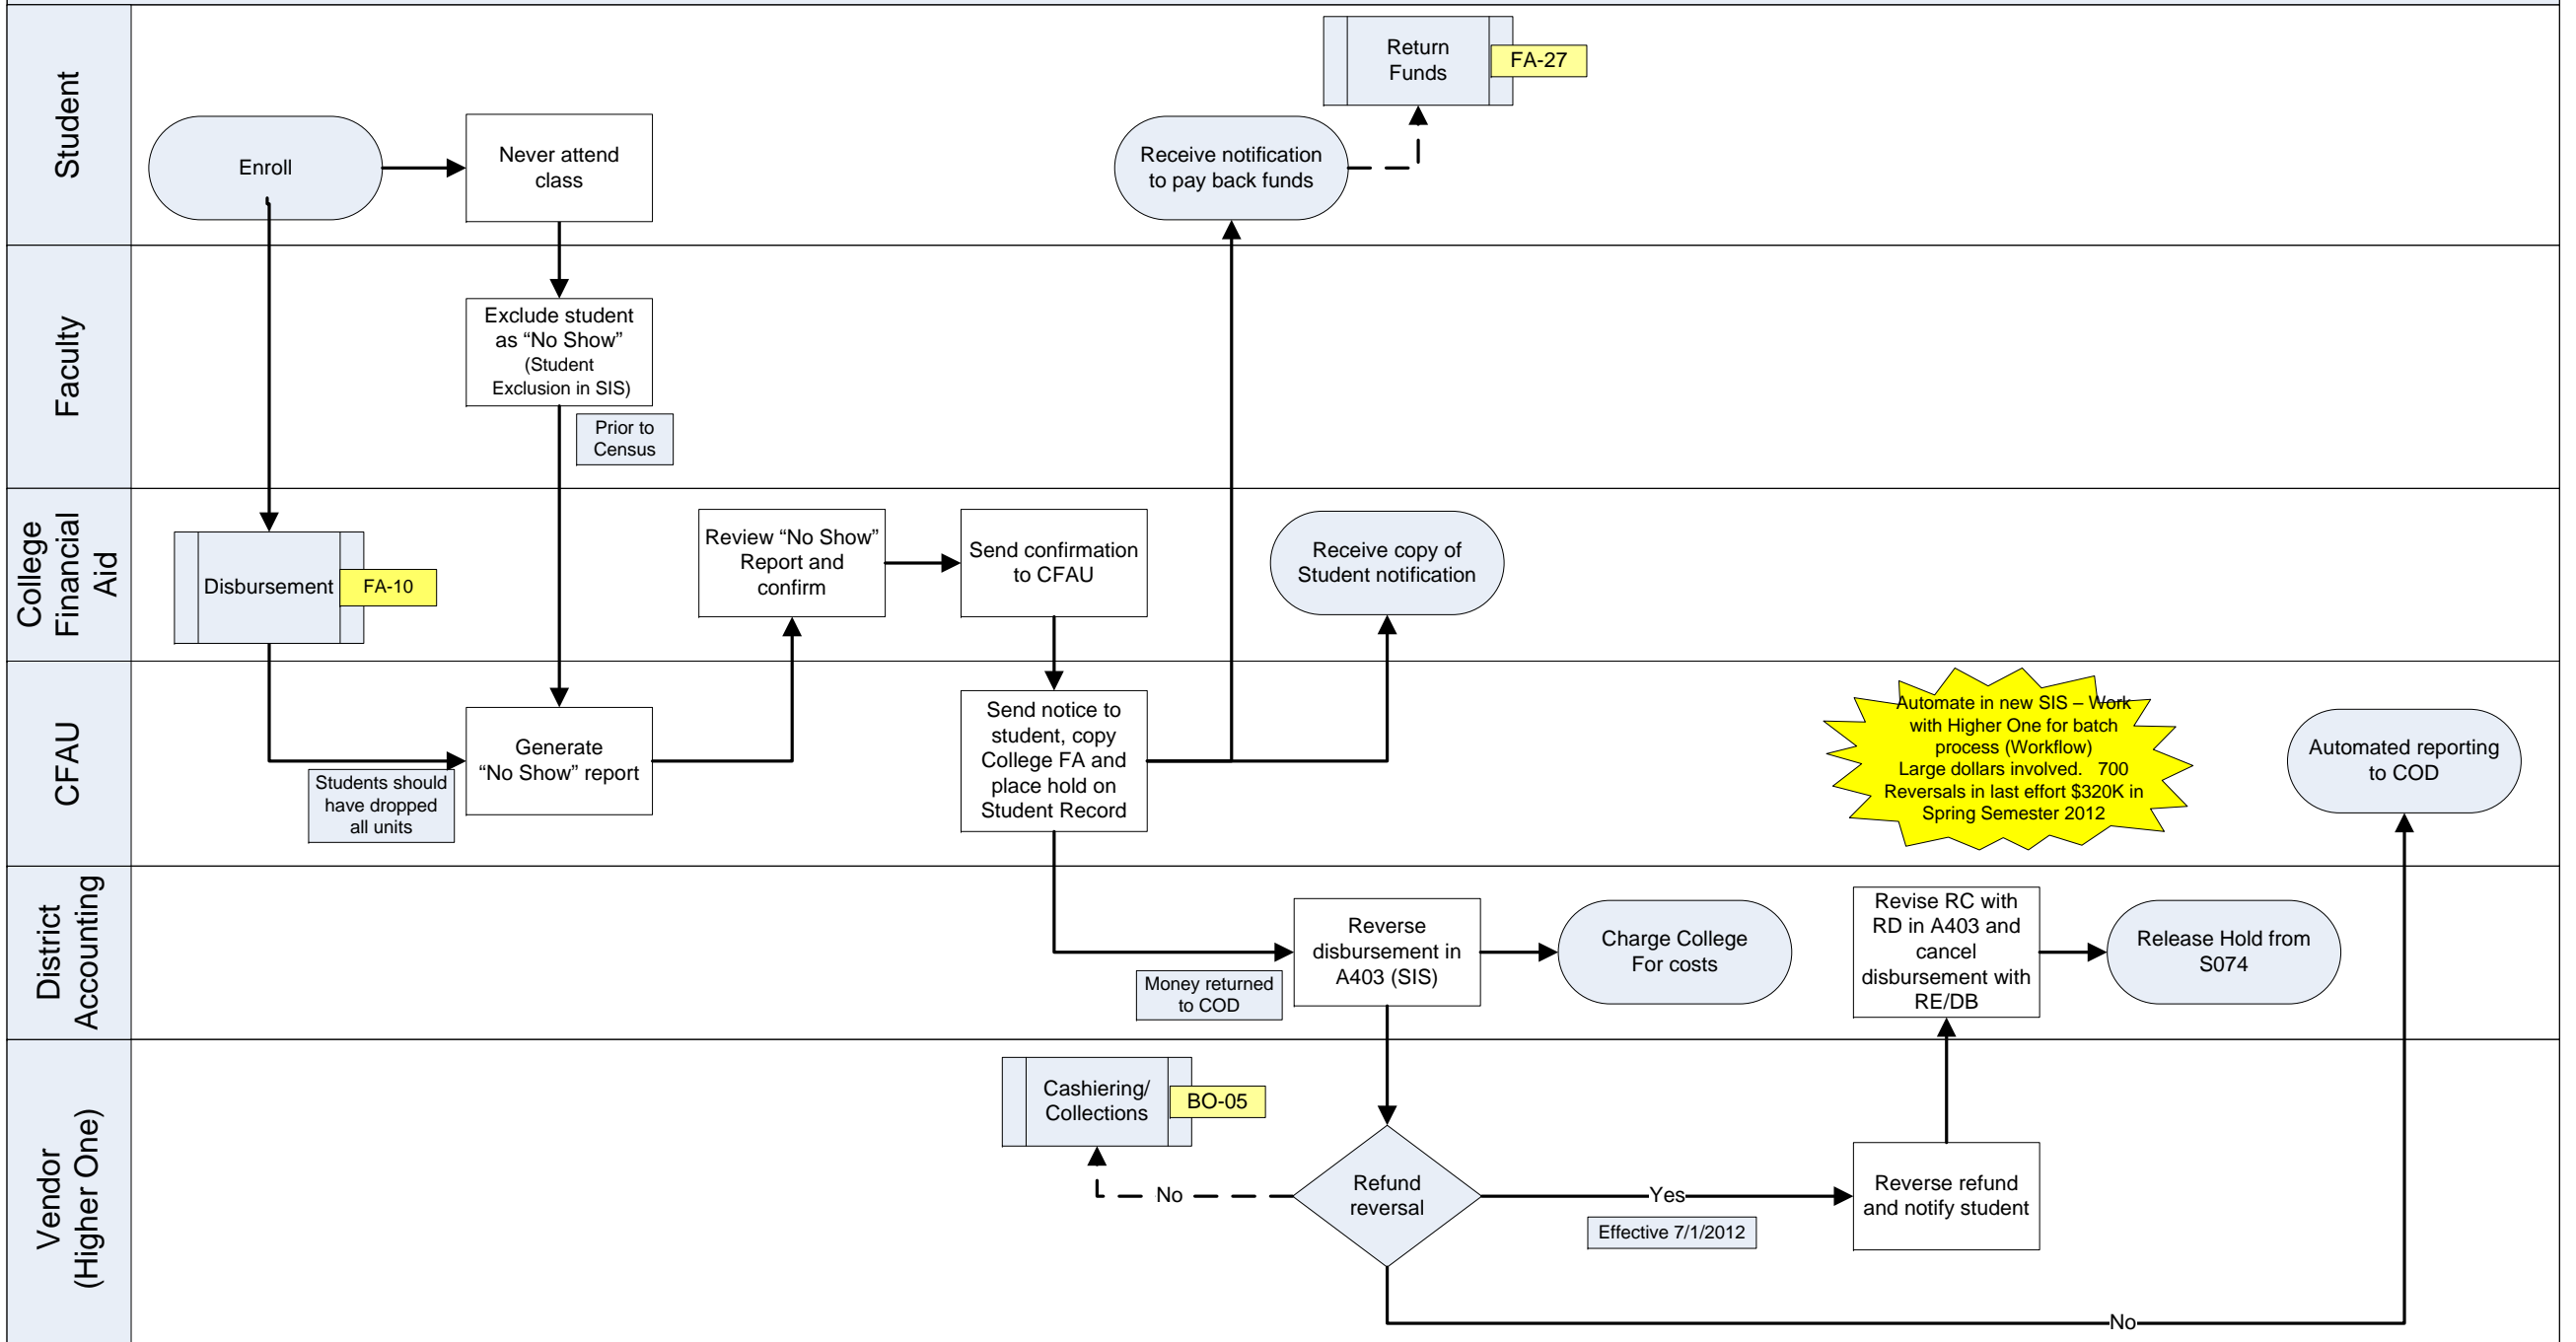 Student
Return
Funds
FA-27
Enroll
Never attend
class
Receive notification
to pay back funds
Faculty
Exclude student
as “No Show”
(Student
Exclusion in SIS)
Prior to
Census
College
Financial
Aid
Disbursement
FA-10
Review “No Show”
Report and
confirm
Send confirmation
to CFAU
Receive copy of
Student notification
CFAU
Students should
have dropped
all units
Generate
“No Show” report
Send notice to
student, copy
College FA and
place hold on
Student Record
Automate in new SIS – Work
with Higher One for batch
process (Workflow)
Large dollars involved. 700
Reversals in last effort $320K in
Spring Semester 2012
Automated reporting
to COD
District
Accounting
Money returned
to COD
Reverse
disbursement in
A403 (SIS)
Charge College
For costs
Revise RC with
RD in A403 and
cancel
disbursement with
RE/DB
Release Hold from
S074
Vendor
(Higher One)
Cashiering/
Collections
BO-05
No
Refund
reversal
Yes
Effective 7/1/2012
Reverse refund
and notify student
No